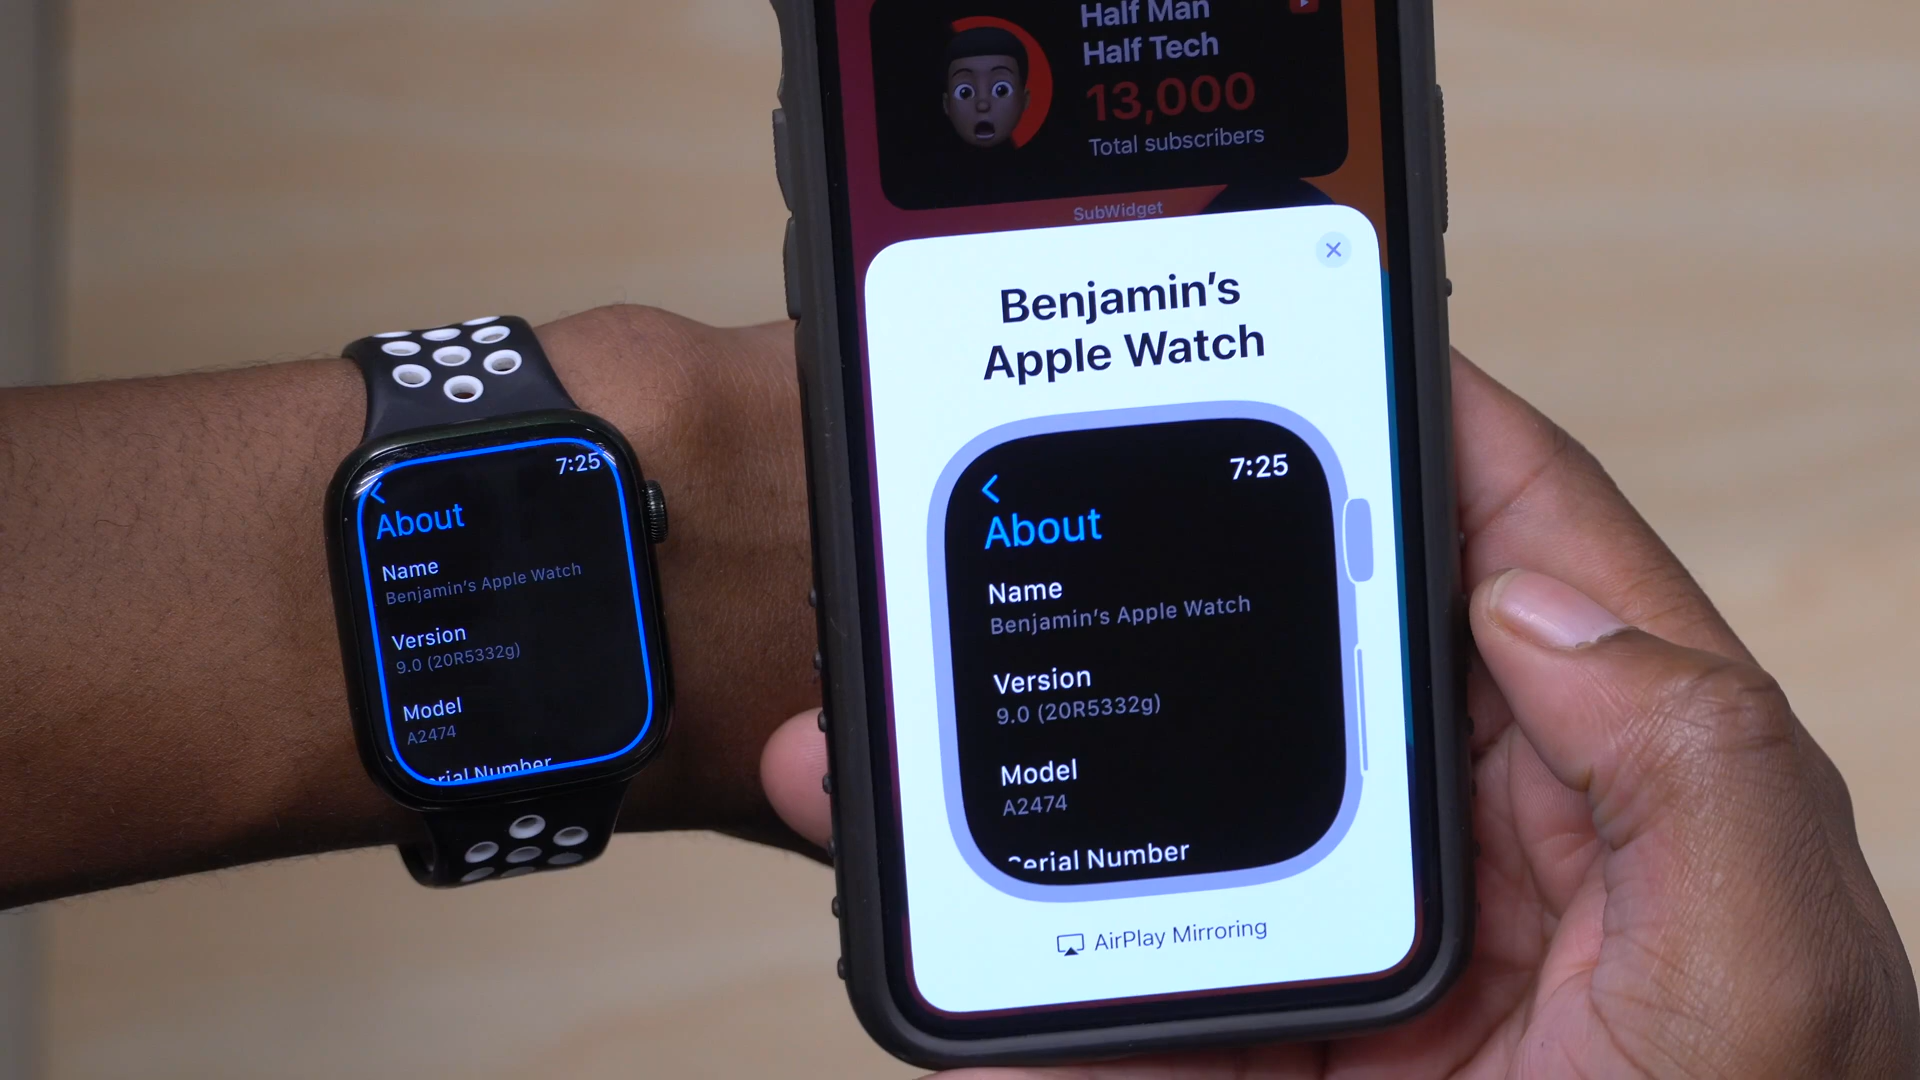 7:25
About
Name
Benjamin's Apple Watch
Version
9.0 (20R5332g)
Model
A2474
erial Number
Half Man
Half Tech
13,000
Total subscribers
SubWidget
Benjamin's
Apple Watch
7:25
About
Name
Benjamin's Apple Watch
Version
9.0 (20R5332g)
Model
A2474
Serial Number
AirPlay Mirroring